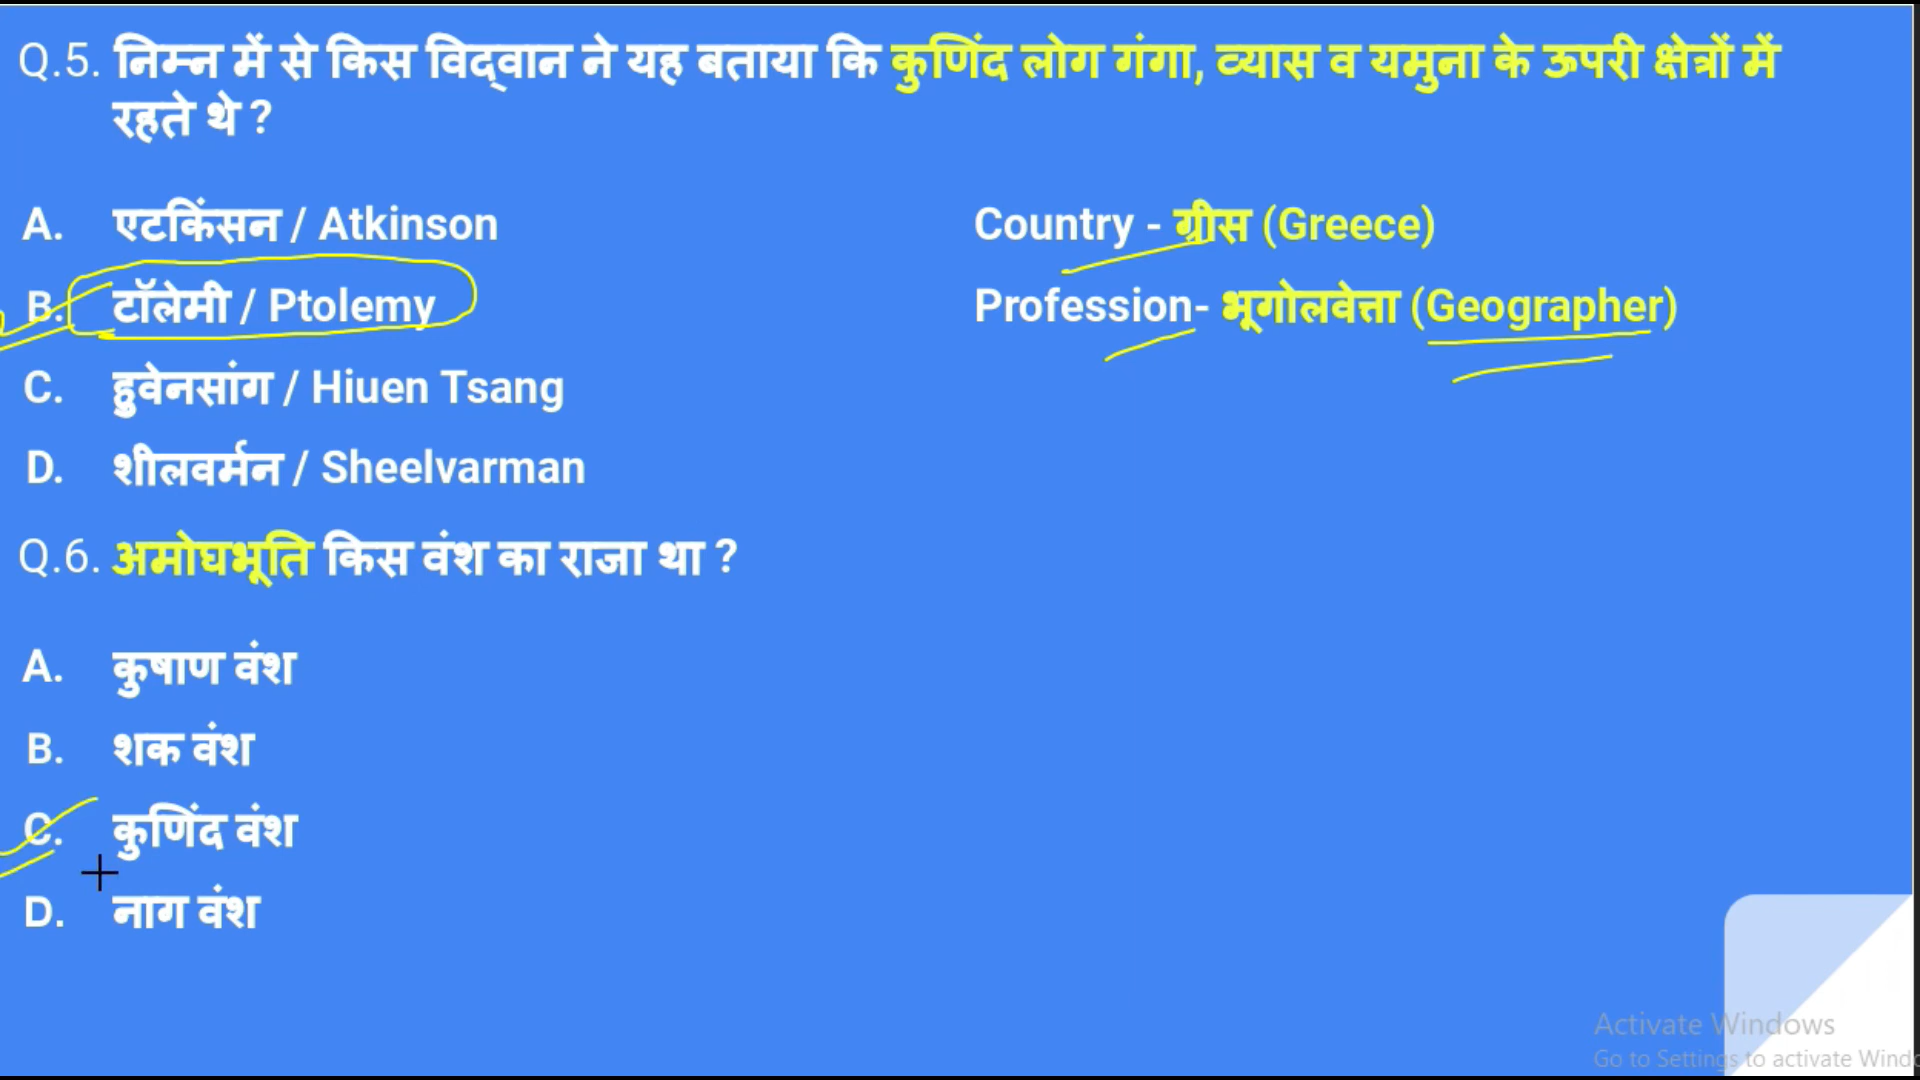 Q.5. निम्न में से किस विद्वान ने यह बताया कि कुणिंद लोग गंगा, व्यास व यमुना के ऊपरी क्षेत्रों में
रहते थे ?
A. एटकिंसन / Atkinson
Country - ग्रीस (Greece)
B. टॉलेमी / Ptolemy
Profession- भूगोलवेत्ता (Geographer)
C. हुवेनसांग / Hiuen Tsang
D. शीलवर्मन / Sheelvarman
Q.6. अमोघभूति किस वंश का राजा था ?
A. कुषाण वंश
B. शक वंश
C. कुणिंद वंश
D. नाग वंश
Activate Windows
Go to Settings to activate Windo